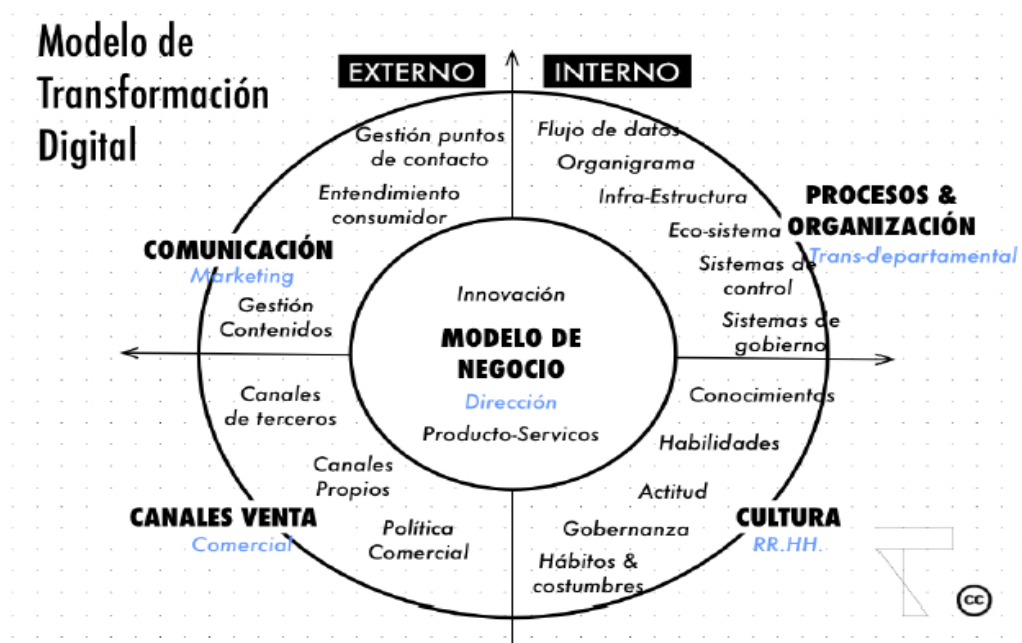 Modelo de
Transformación
Digital
EXTERNO
INTERNO
Gestión puntos
de contacto
Entendimiento
consumidor
COMUNICACIÓN
Marketing
Gestión
Contenidos
Flujo de datos
Organigrama
Infra-Estructura
Eco-sistema
PROCESOS &
ORGANIZACIÓN
Trans-departamental
Sistemas de
control
Sistemas de
gobierno
Innovación
MODELO DE
NEGOCIO
Dirección
Producto-Servicos
Canales
de terceros
Canales
Propios
Política
Comercial
CANALES VENTA
Comercial
Conocimientos
Habilidades
Actitud
Gobernanza
Hábitos &
costumbres
CULTURA
RR.HH.
cc